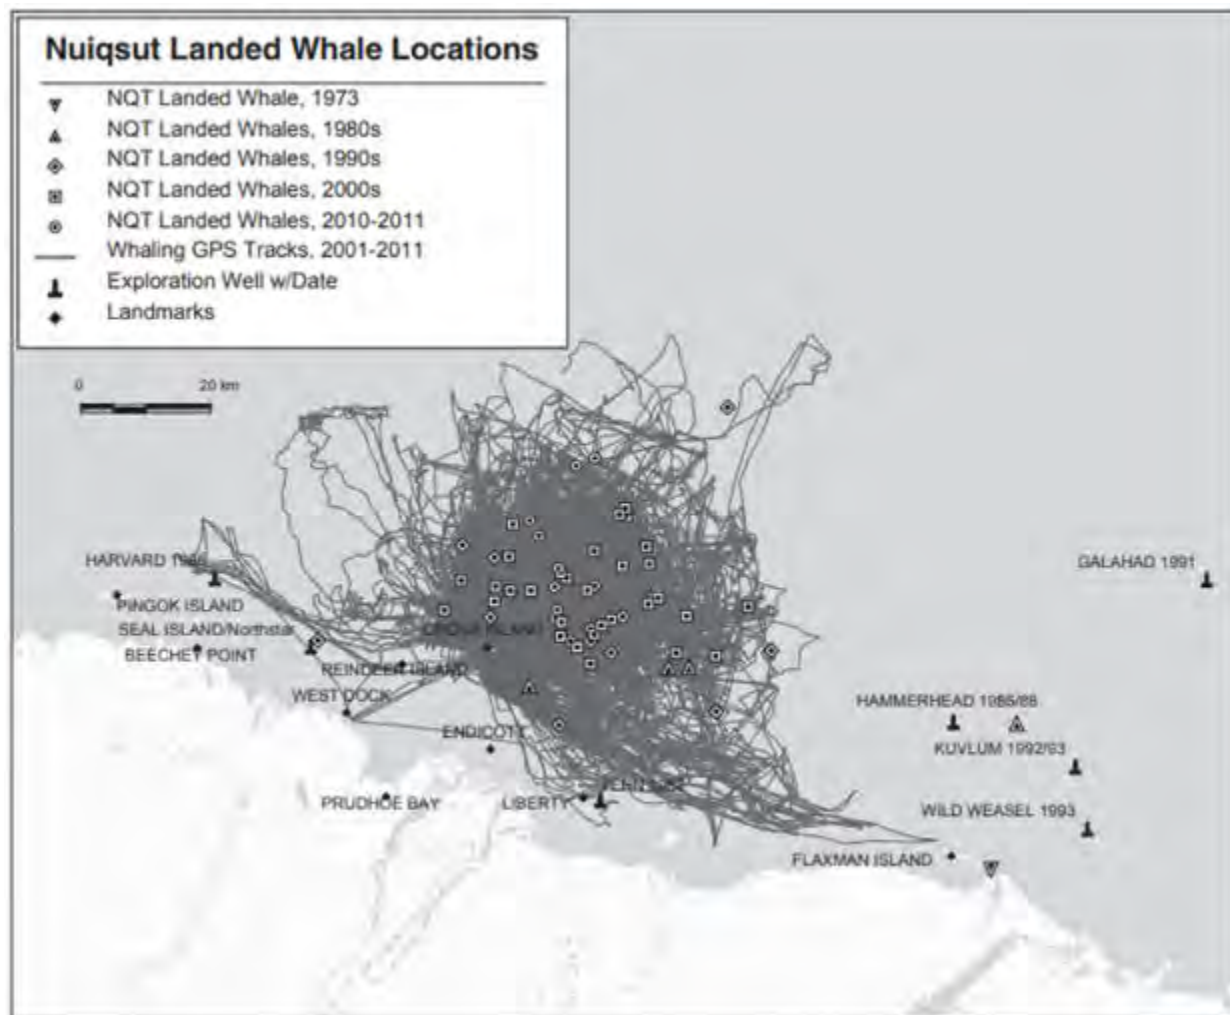 Nuiqsut Landed Whale Locations
NQT Landed Whale, 1973
NQT Landed Whales, 1980s
NQT Landed Whales, 1990s
NQT Landed Whales, 2000s
NQT Landed Whales, 2010-2011
Whaling GPS Tracks, 2001-2011
Exploration Well w/Date
Landmarks
0 20 km
HARVARD
GALAHAD 1991
PINGOK ISLAND
SEAL ISLAND/Northstar
BEECHET POINT
REINDEER ISLAND
WEST DOCK
HAMMERHEAD 1985/86
ENDICOTT
KUVLUM 1992/93
PRUDHOE BAY
LIBERTY
WILD WEASEL 1993
FLAXMAN ISLAND